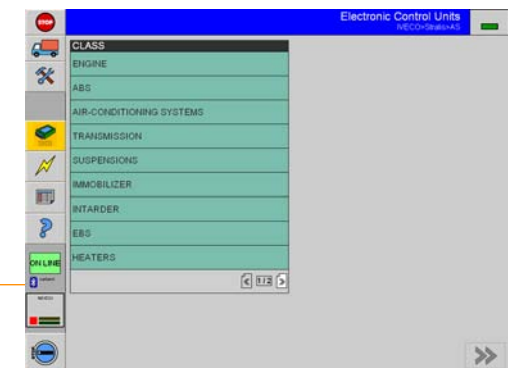 STOP
Electronic Control Units
IVECO>Stralis>AS
CLASS
ENGINE
ABS
AIR-CONDITIONING SYSTEMS
TRANSMISSION
SUSPENSIONS
IMMOBILIZER
INTARDER
EBS
HEATERS
ON LINE
1/2